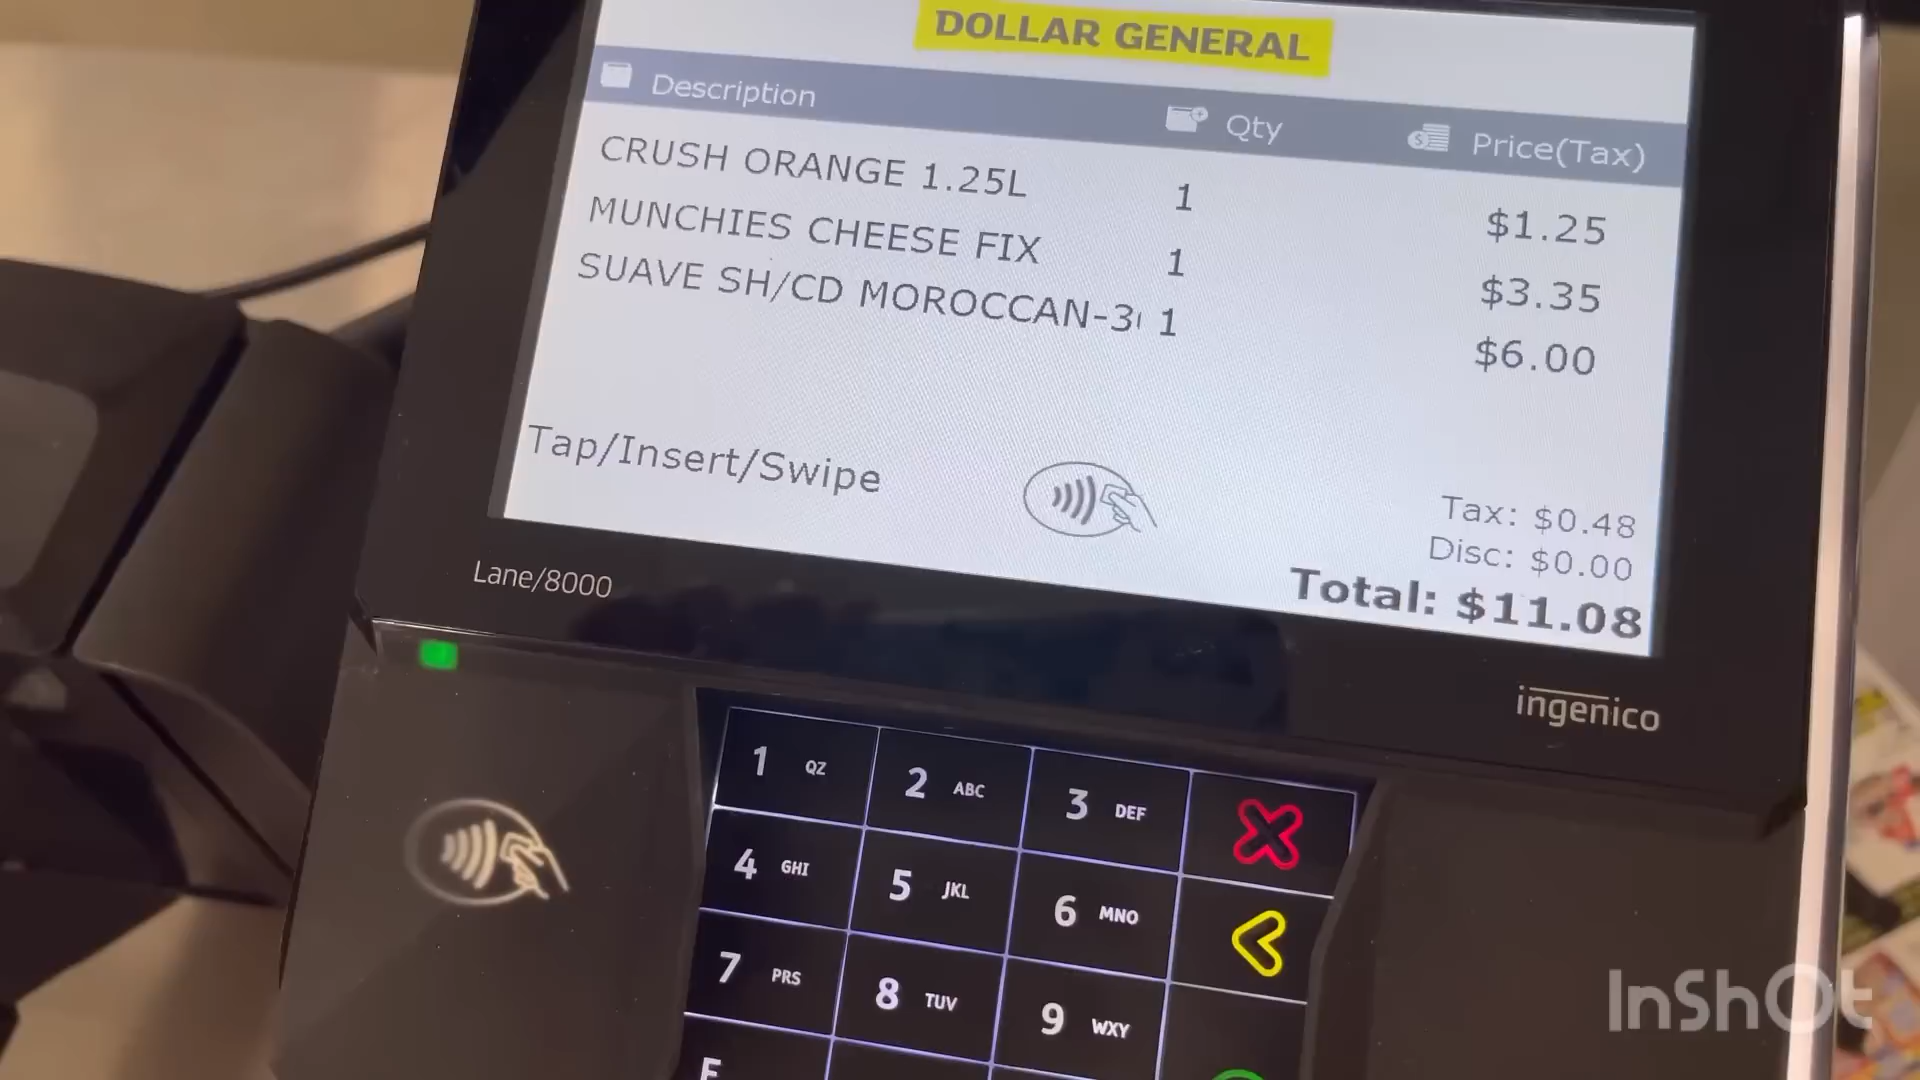 DOLLAR GENERAL
Description Qty Price(Tax)
CRUSH ORANGE 1.25L 1 $1.25
MUNCHIES CHEESE FIX 1 $3.35
SUAVE SH/CD MOROCCAN-3 1 $6.00
Tap/Insert/Swipe
Tax: $0.48
Disc: $0.00
Total: $11.08
Lane/8000
ingenico
1 QZ 2 ABC 3 DEF
4 GHI 5 JKL 6 MNO
7 PRS 8 TUV 9 WXY
F
InShOt